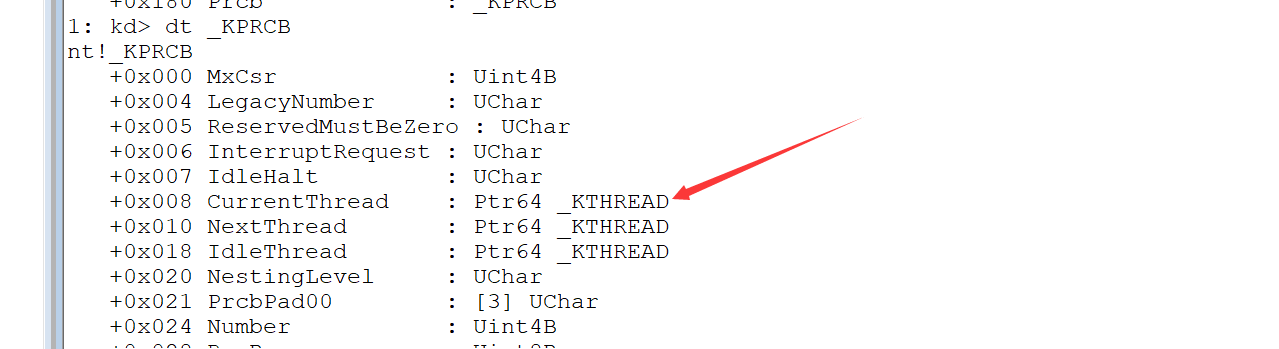 +0x180 Prcb             : _KPRCB
1: kd> dt _KPRCB
nt!_KPRCB
   +0x000 MxCsr            : Uint4B
   +0x004 LegacyNumber     : UChar
   +0x005 ReservedMustBeZero : UChar
   +0x006 InterruptRequest : UChar
   +0x007 IdleHalt         : UChar
   +0x008 CurrentThread    : Ptr64 _KTHREAD
   +0x010 NextThread       : Ptr64 _KTHREAD
   +0x018 IdleThread       : Ptr64 _KTHREAD
   +0x020 NestingLevel     : UChar
   +0x021 PrcbPad00        : [3] UChar
   +0x024 Number           : Uint4B